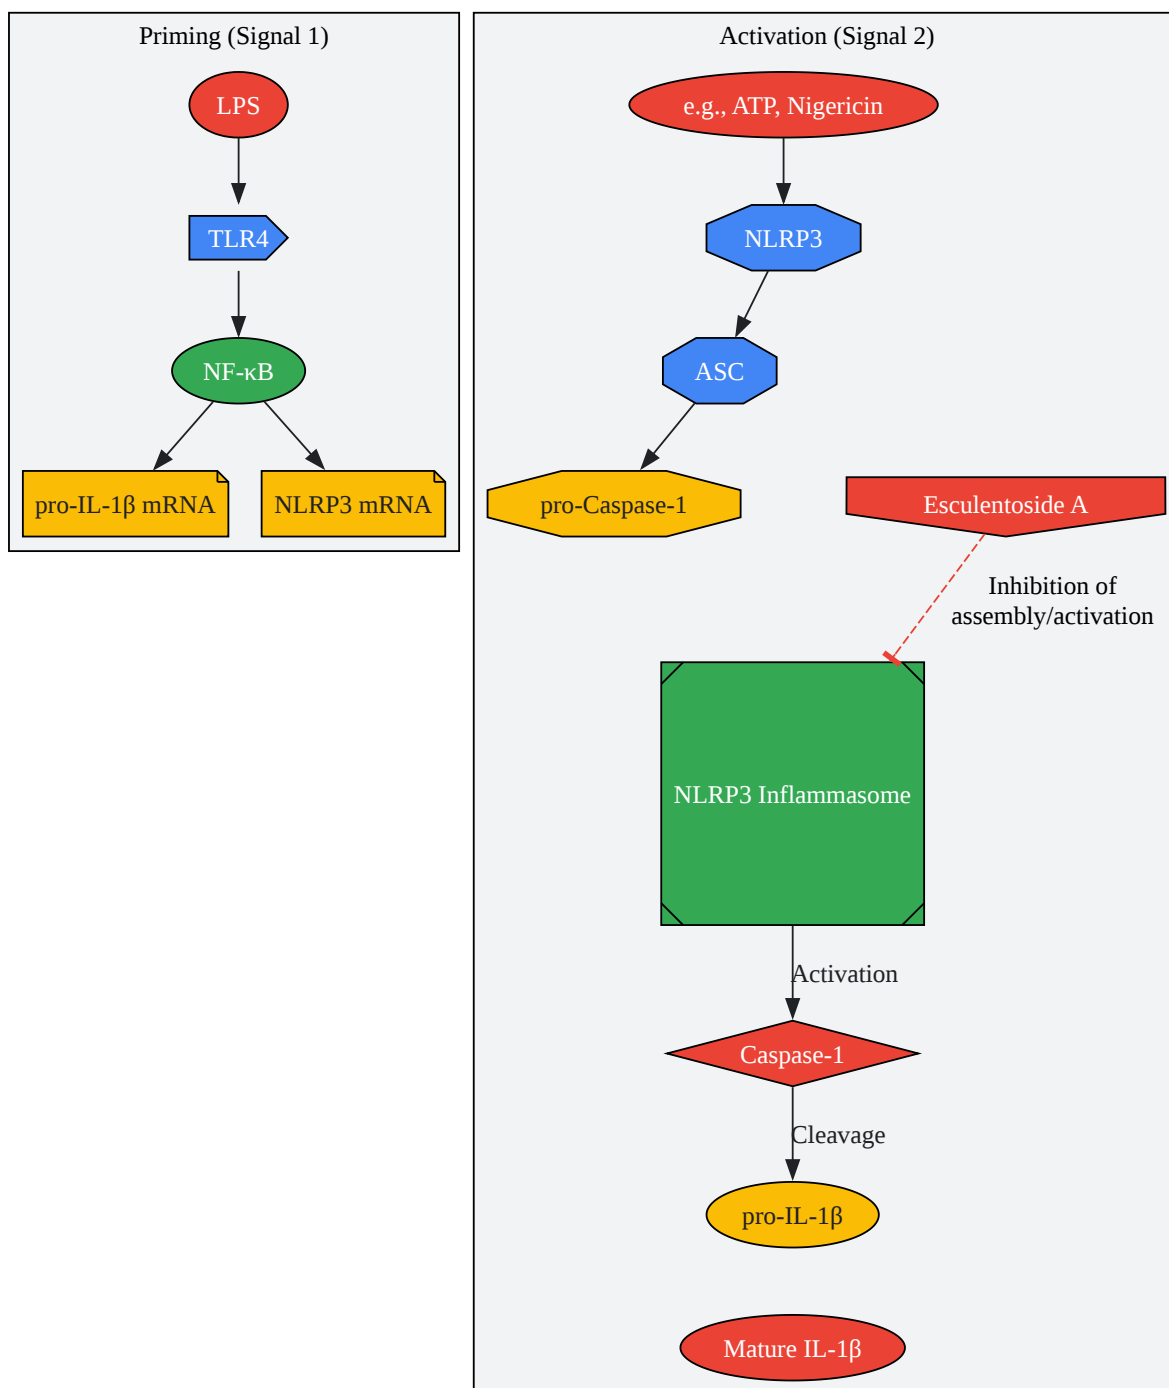 Priming (Signal 1)
LPS
TLR4
NF-κB
pro-IL-1β mRNA
NLRP3 mRNA
Activation (Signal 2)
e.g., ATP, Nigericin
NLRP3
ASC
pro-Caspase-1
Esculentoside A
Inhibition of
assembly/activation
NLRP3 Inflammasome
Activation
Caspase-1
Cleavage
pro-IL-1β
Mature IL-1β